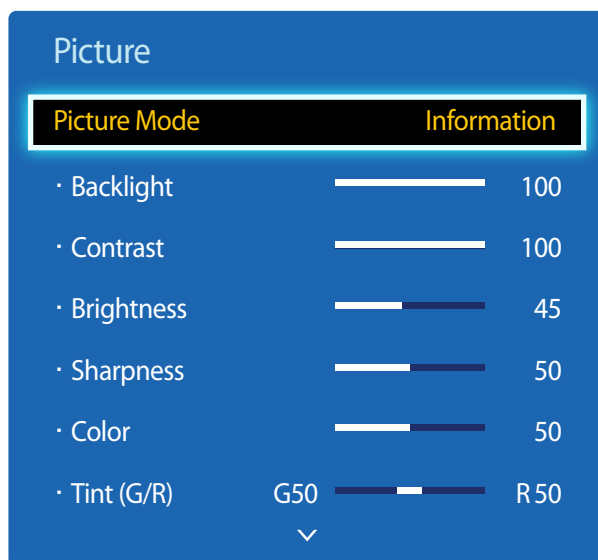 Picture
Picture Mode Information
· Backlight 100
· Contrast 100
· Brightness 45
· Sharpness 50
· Color 50
· Tint (G/R) G50 R50